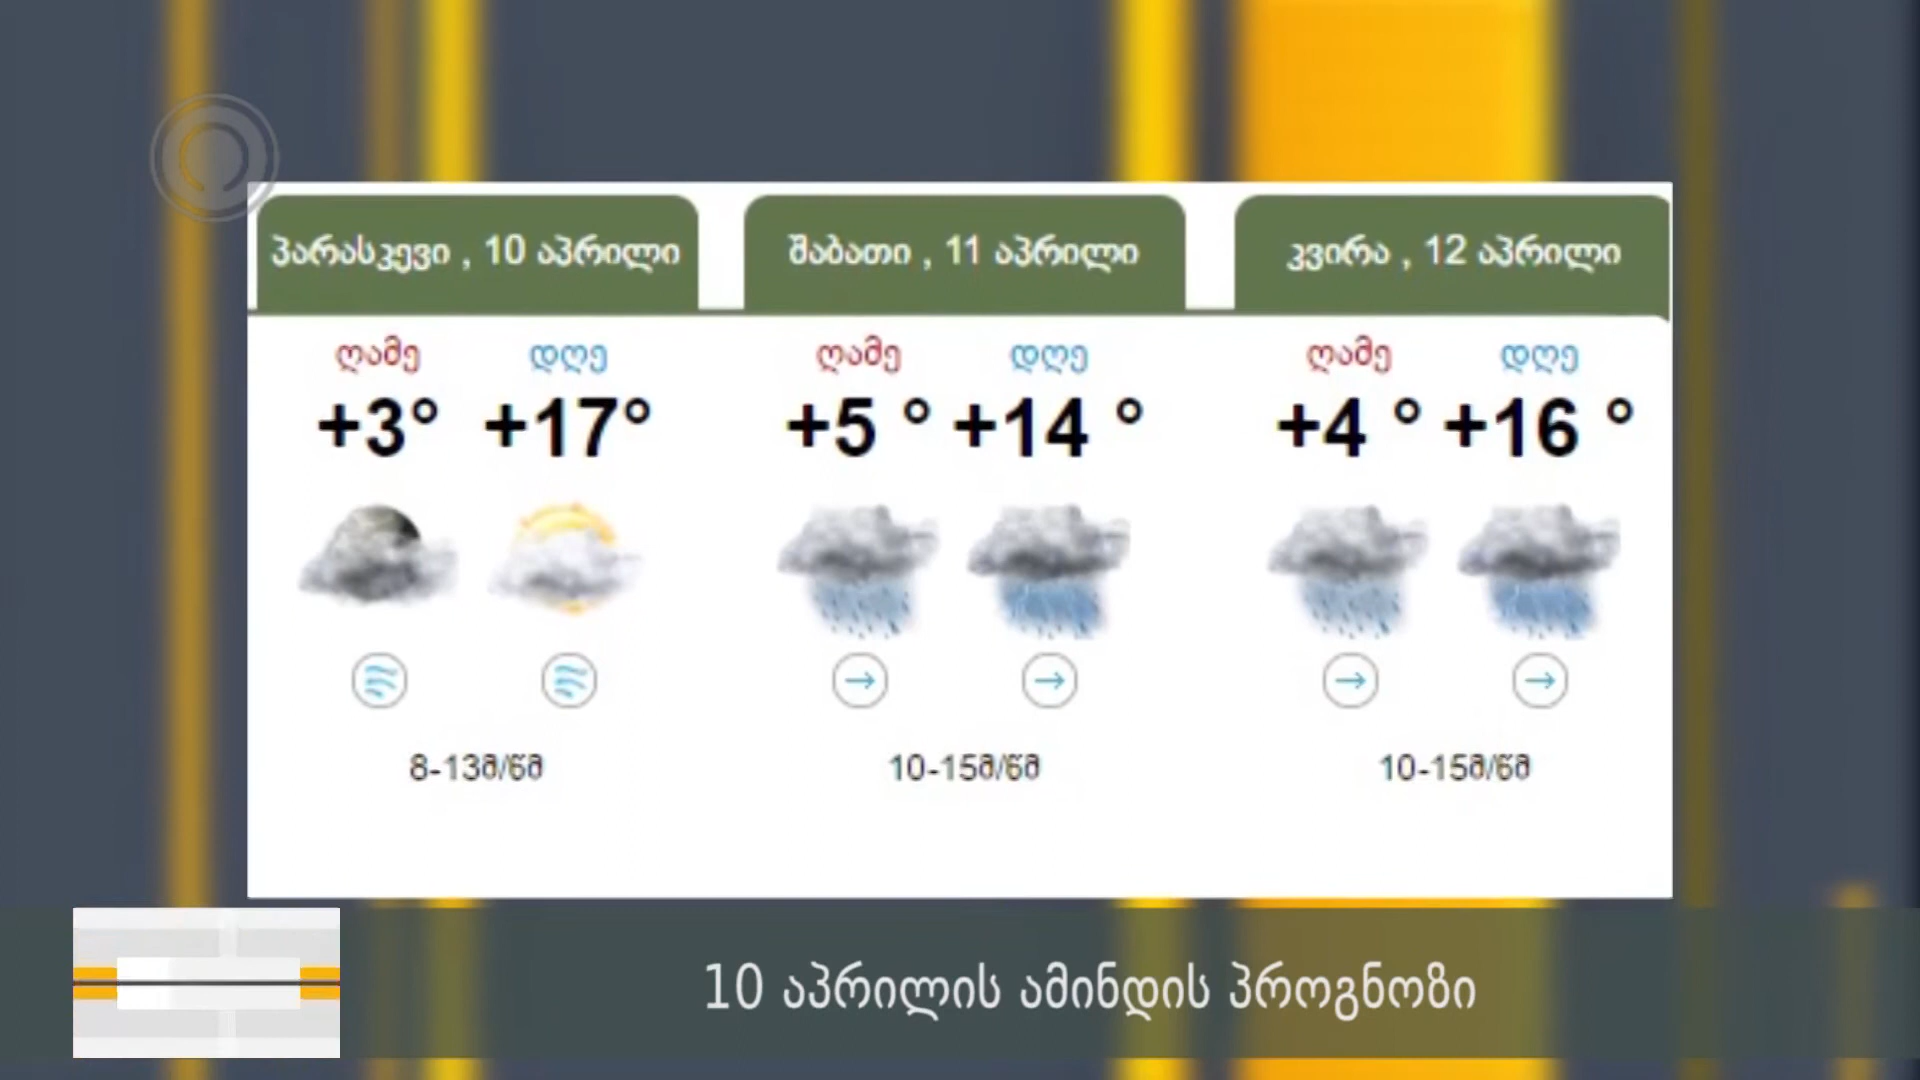 პარასკევი , 10 აპრილი
ღამე დღე
+3° +17°
8-13მ/წმ
შაბათი , 11 აპრილი
ღამე დღე
+5 ° +14 °
10-15მ/წმ
კვირა , 12 აპრილი
ღამე დღე
+4 ° +16 °
10-15მ/წმ
10 აპრილის ამინდის პროგნოზი